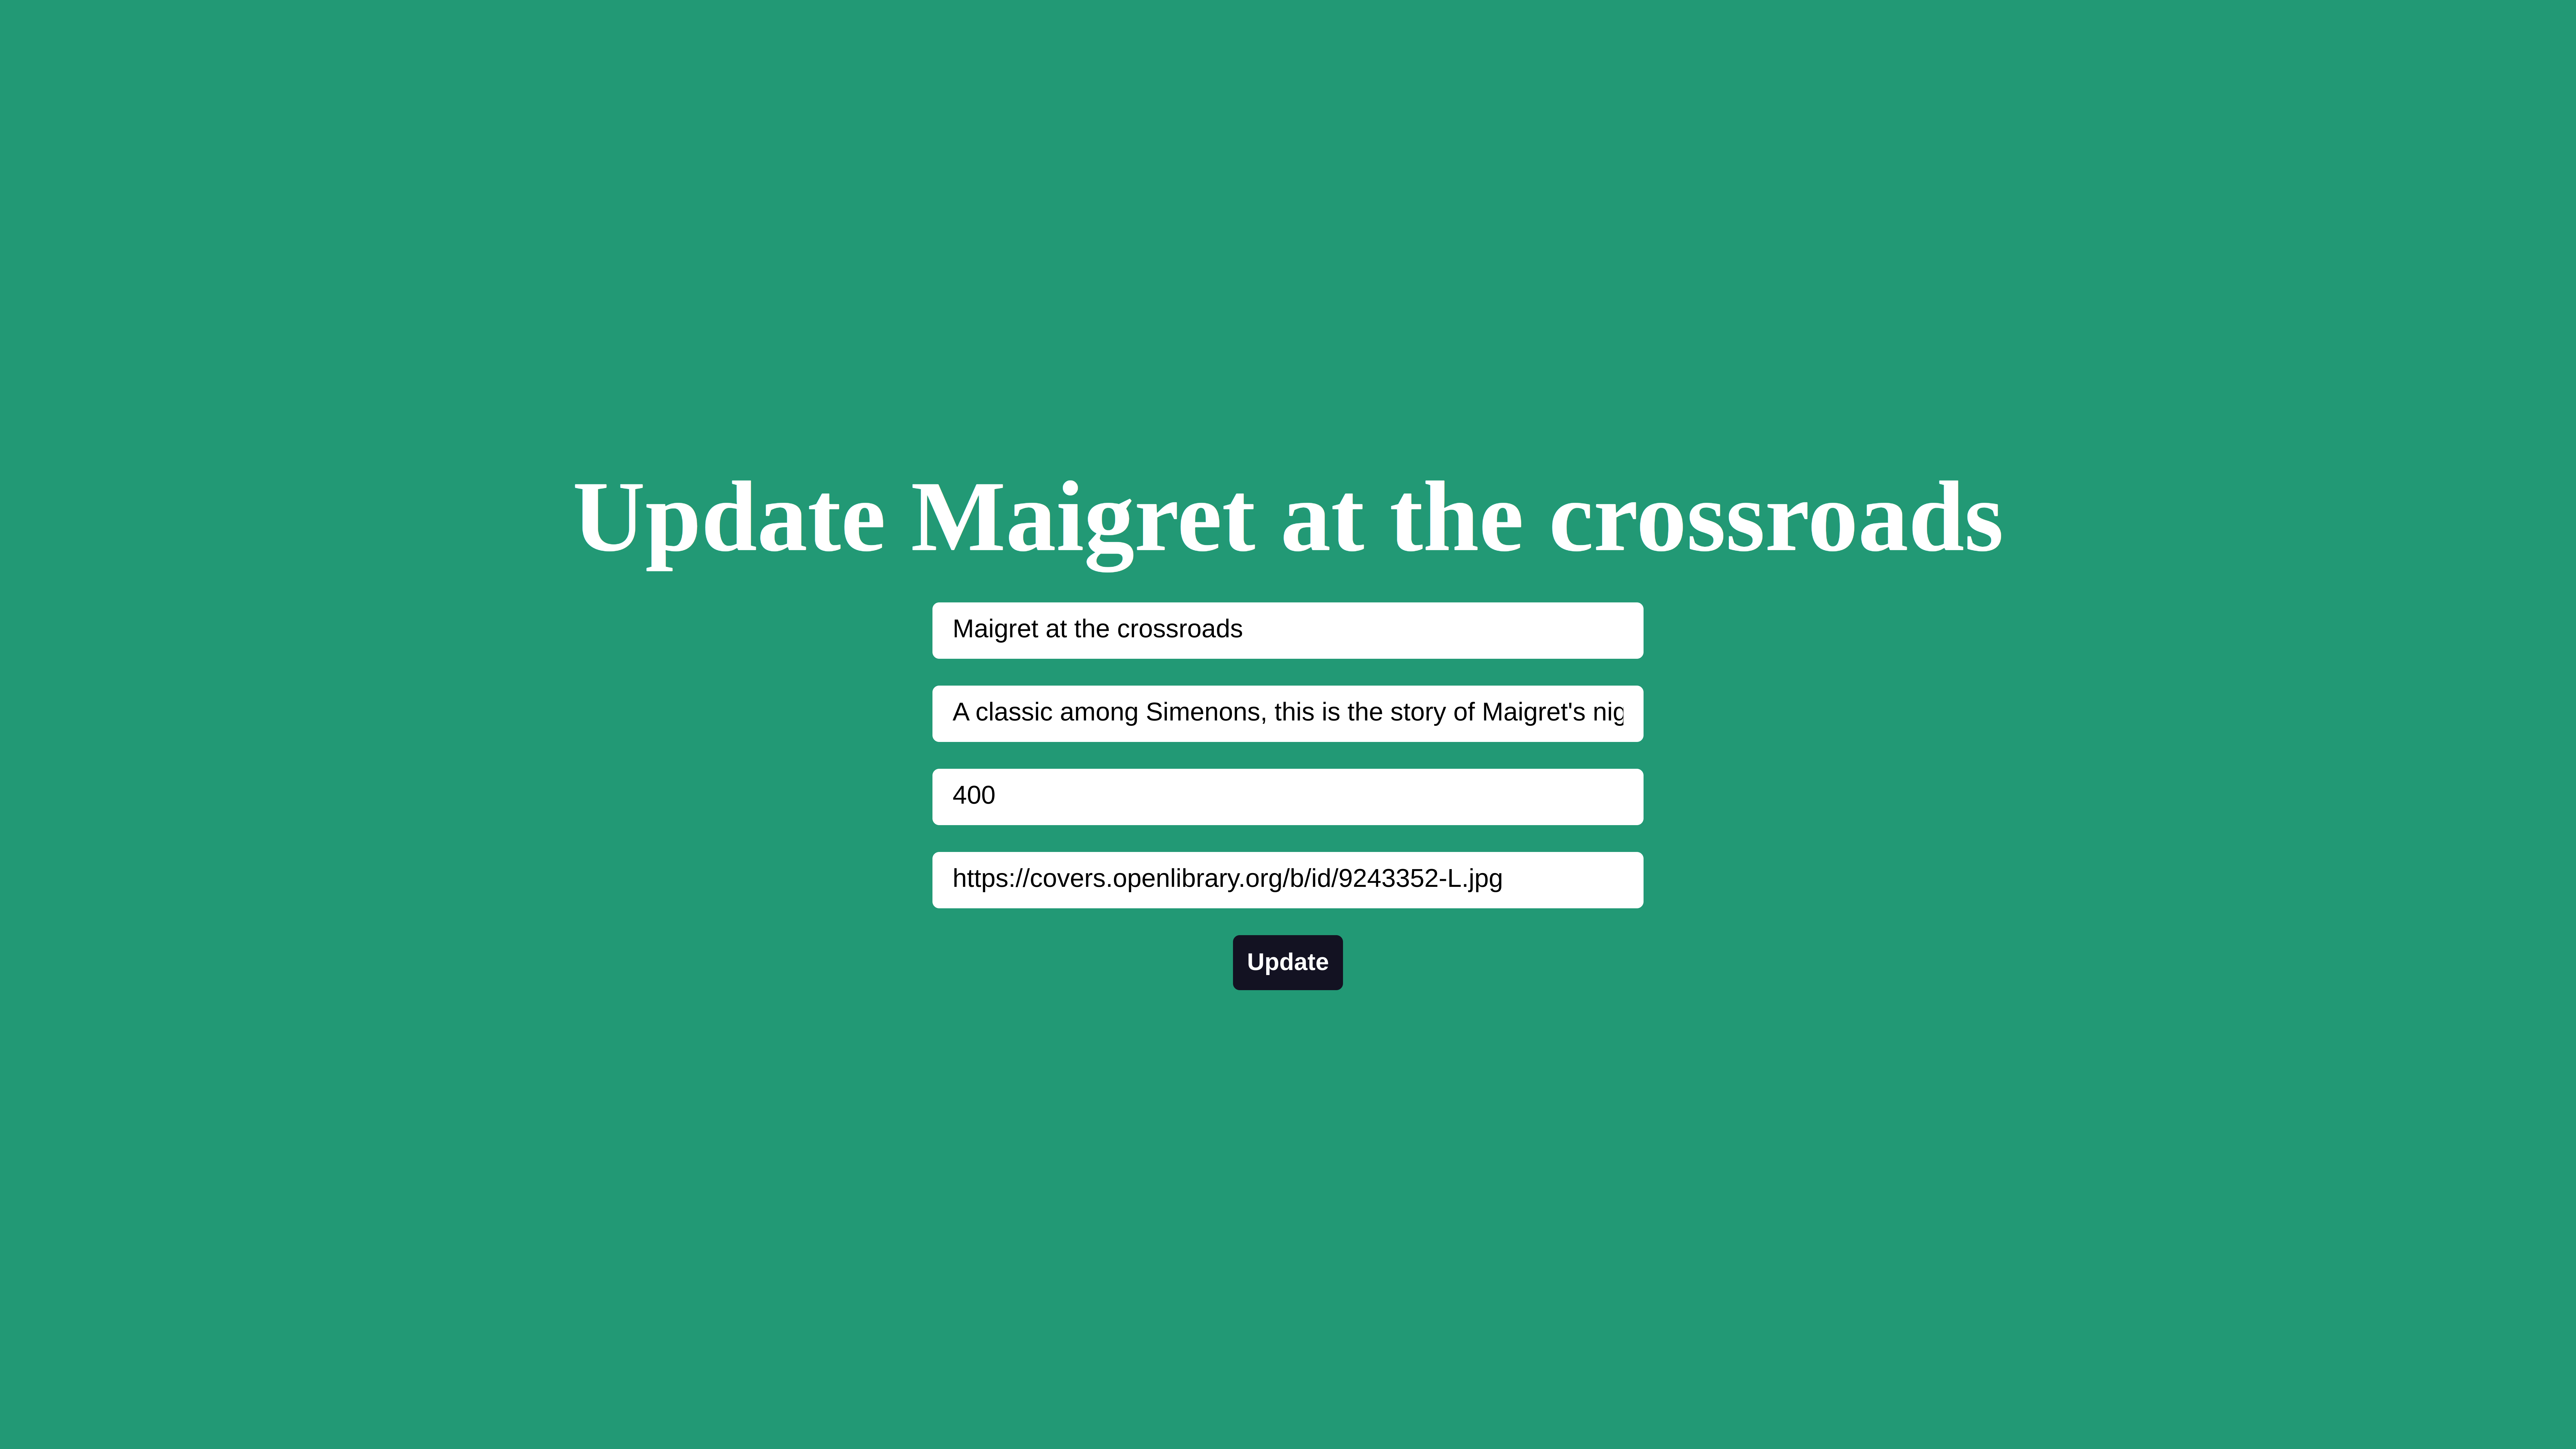 Update Maigret at the crossroads
Maigret at the crossroads
A classic among Simenons, this is the story of Maigret's nig
400
https://covers.openlibrary.org/b/id/9243352-L.jpg
Update